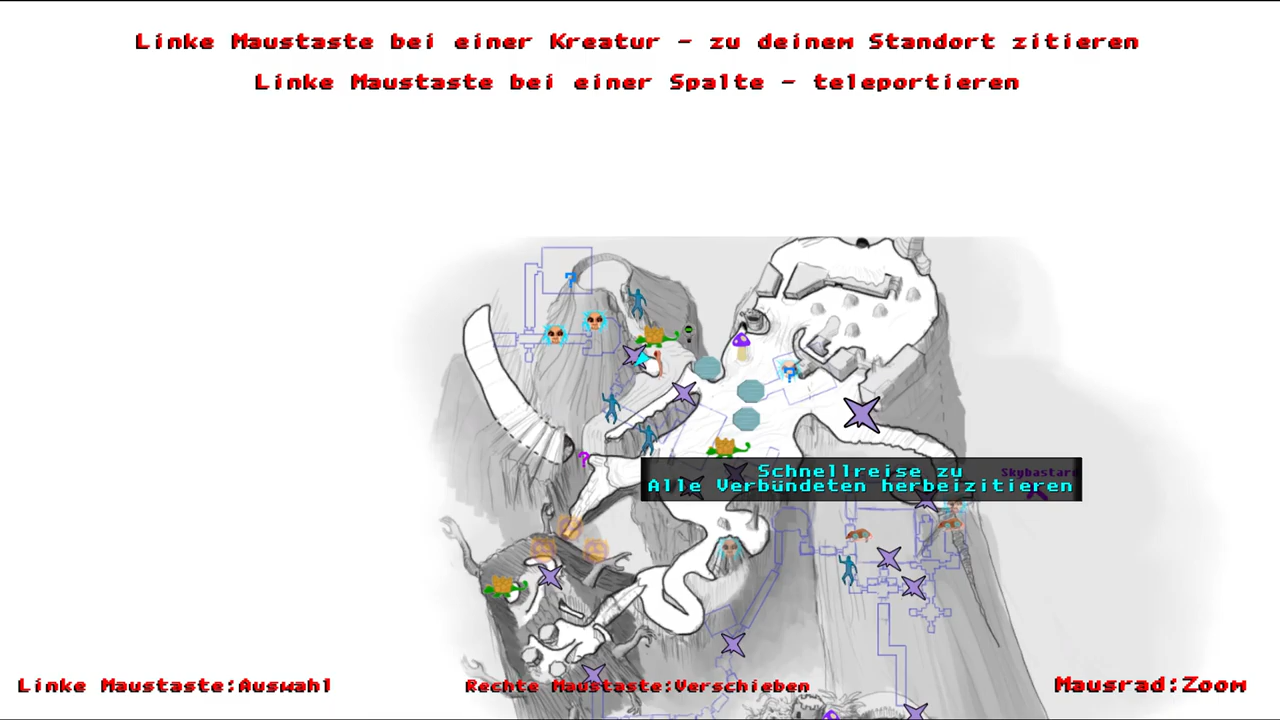 Linke Maustaste bei einer Kreatur - zu deinem Standort zitieren
Linke Maustaste bei einer Spalte - teleportieren
?
?
?
Schnellreise zu
Alle Verbündeten herbeizitieren
Linke Maustaste:Auswahl
Rechte Maustaste:Verschieben
Mausrad:Zoom